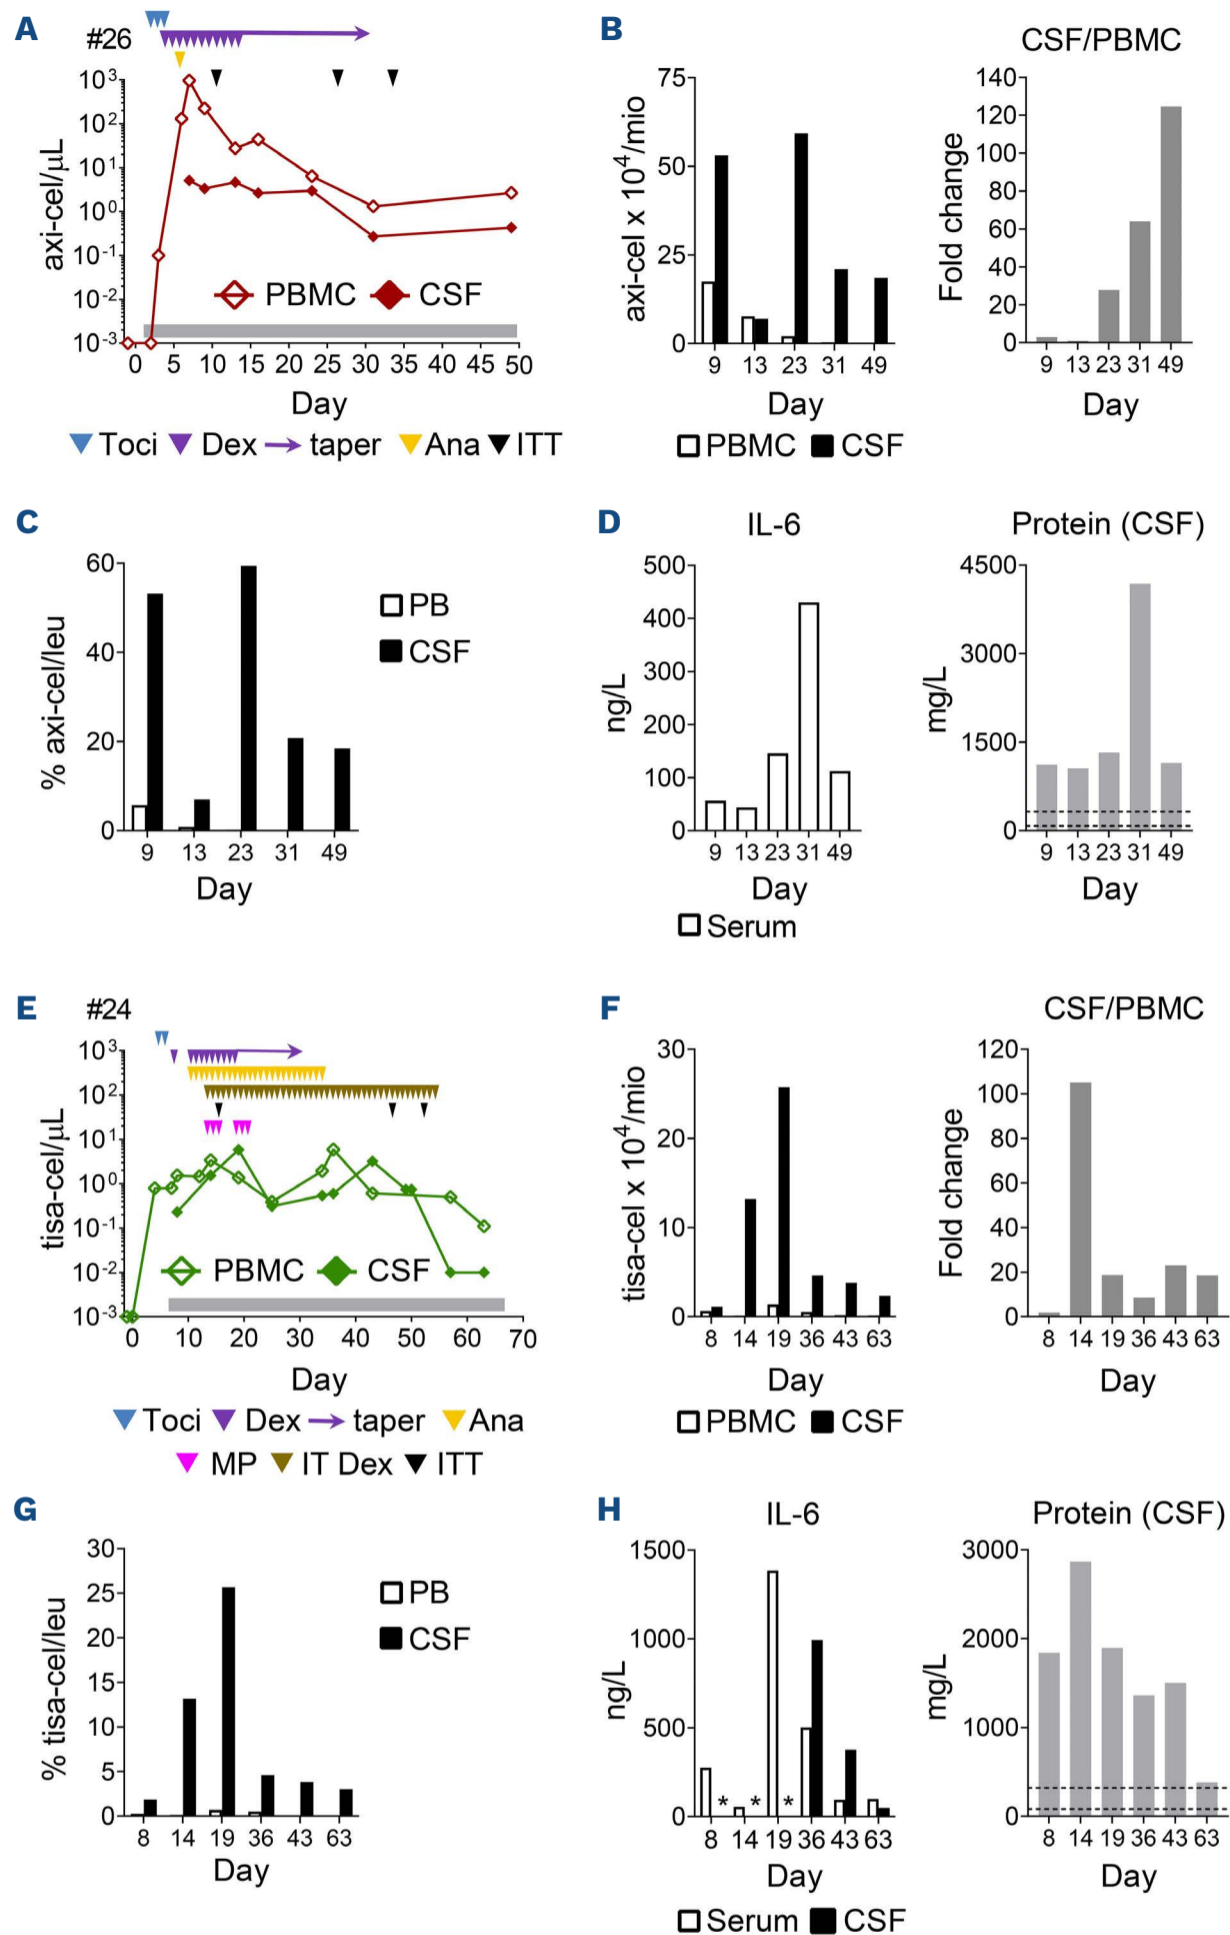 A
#26
axi-cel/µL
10³
10²
10¹
10⁰
10⁻¹
10⁻²
10⁻³
PBMC CSF
0 5 10 15 20 25 30 35 40 45 50
Day
Toci Dex taper Ana ITT
B
axi-cel x 10⁴/mio
75
50
25
0
9 13 23 31 49
Day
PBMC CSF
CSF/PBMC
Fold change
140
120
100
80
60
40
20
0
9 13 23 31 49
Day
C
% axi-cel/leu
60
40
20
0
9 13 23 31 49
Day
PB
CSF
D
IL-6
ng/L
500
400
300
200
100
0
9 13 23 31 49
Day
Serum
Protein (CSF)
mg/L
4500
3000
1500
0
9 13 23 31 49
Day
E
#24
tisa-cel/µL
10³
10²
10¹
10⁰
10⁻¹
10⁻²
10⁻³
PBMC CSF
0 10 20 30 40 50 60 70
Day
Toci Dex taper Ana
MP IT Dex ITT
F
tisa-cel x 10⁴/mio
30
20
10
0
8 14 19 36 43 63
Day
PBMC CSF
CSF/PBMC
Fold change
120
100
80
60
40
20
0
8 14 19 36 43 63
Day
G
% tisa-cel/leu
30
25
20
15
10
5
0
8 14 19 36 43 63
Day
PB
CSF
H
IL-6
ng/L
1500
1000
500
0
* * *
8 14 19 36 43 63
Day
Serum CSF
Protein (CSF)
mg/L
3000
2000
1000
0
8 14 19 36 43 63
Day